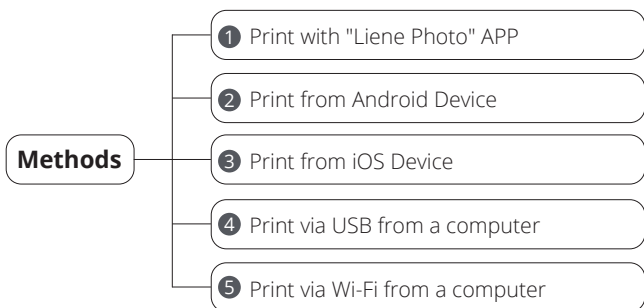 Methods
1 Print with "Liene Photo" APP
2 Print from Android Device
3 Print from iOS Device
4 Print via USB from a computer
5 Print via Wi-Fi from a computer